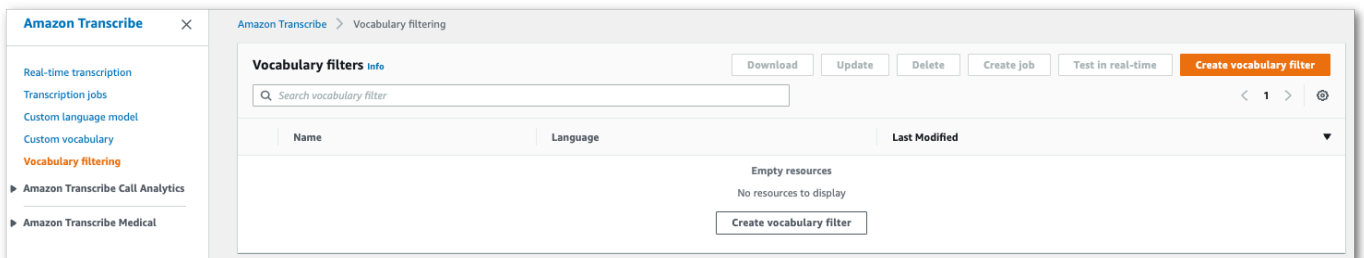 Amazon Transcribe
Real-time transcription
Transcription jobs
Custom language model
Custom vocabulary
Vocabulary filtering
Amazon Transcribe Call Analytics
Amazon Transcribe Medical
Amazon Transcribe > Vocabulary filtering
Vocabulary filters Info
Download Update Delete Create job Test in real-time Create vocabulary filter
Search vocabulary filter
< 1 >
Name Language Last Modified
Empty resources
No resources to display
Create vocabulary filter